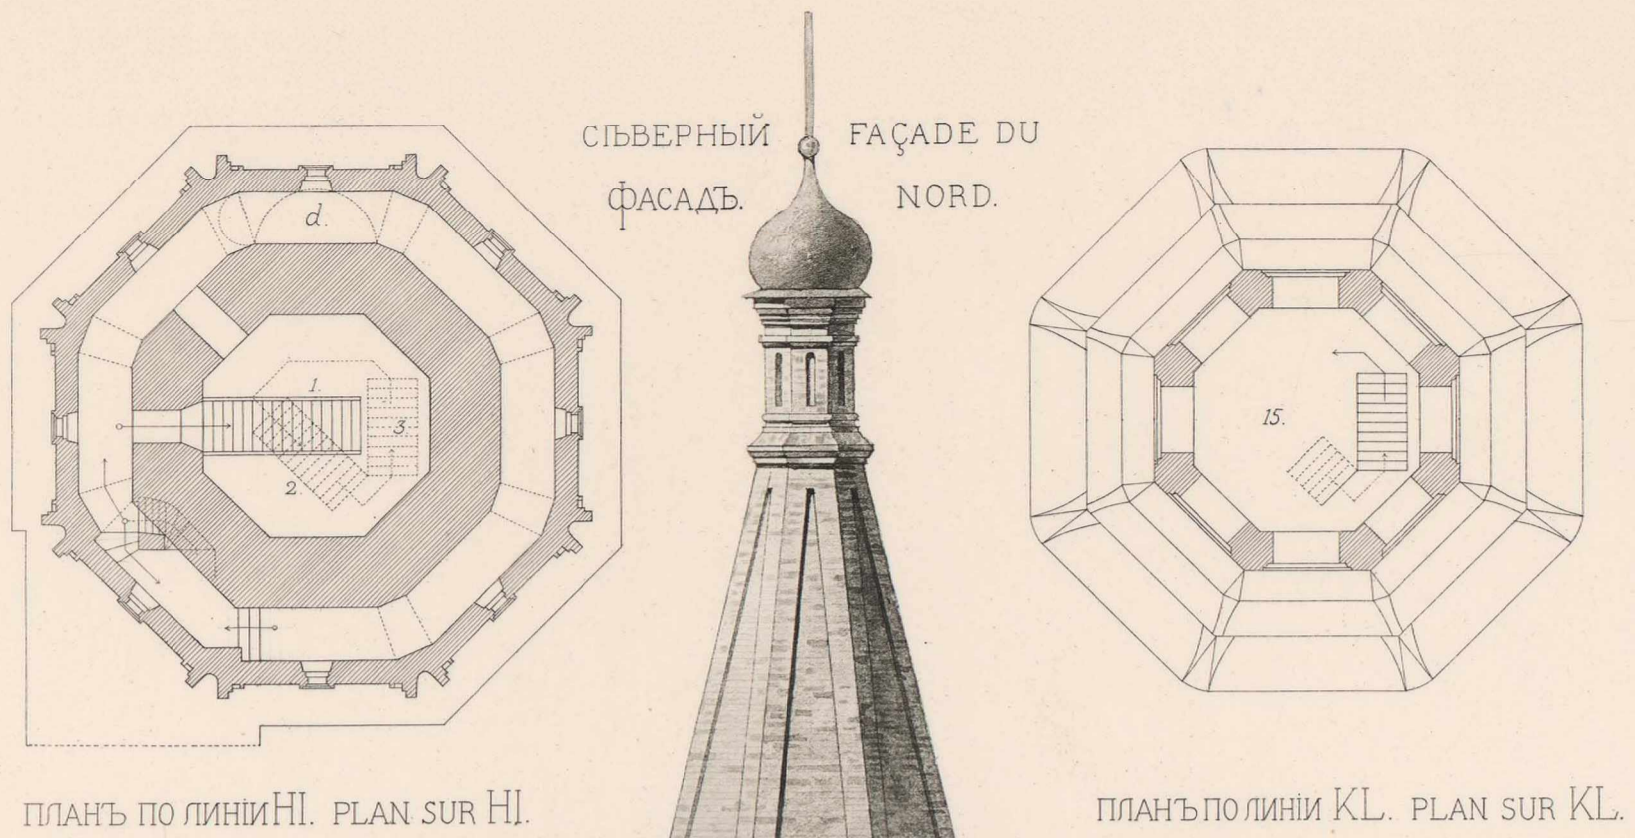 СѢВЕРНЫЙ FAÇADE DU
ФАСАДЪ. NORD.
d.
1.
3.
2.
15.
ПЛАНЪ ПО ЛИНІИ HI. PLAN SUR HI.
ПЛАНЪ ПО ЛИНІИ KL. PLAN SUR KL.